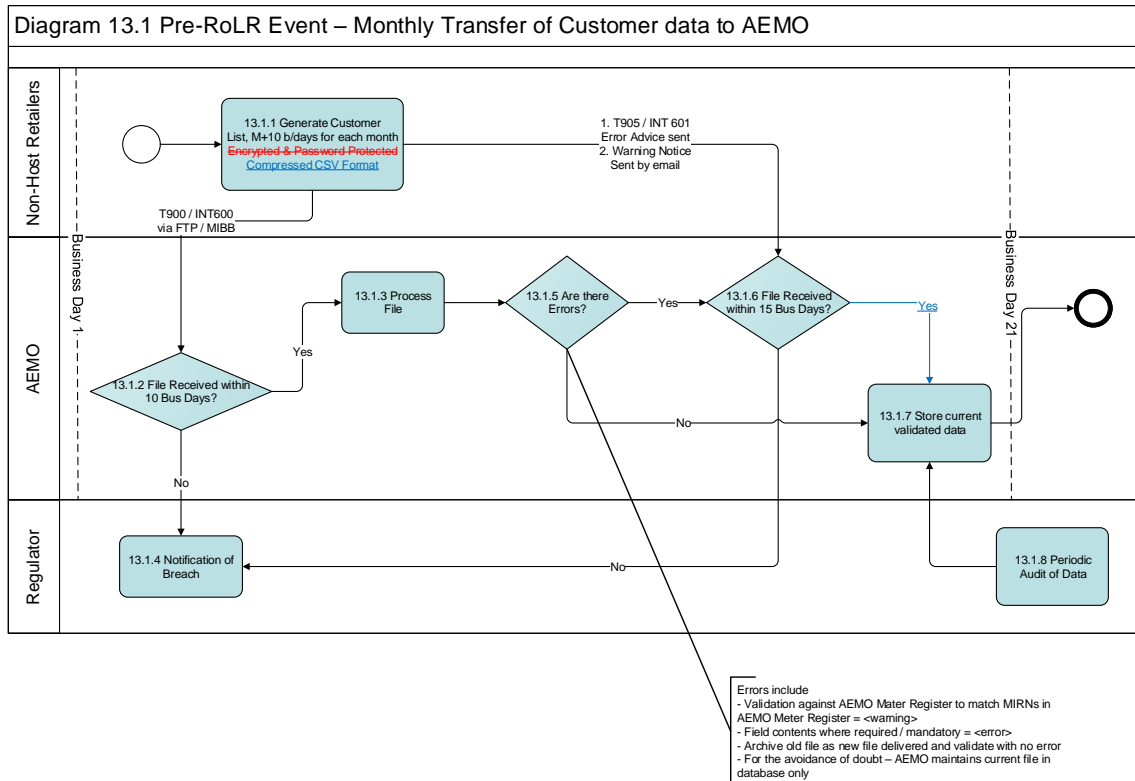 Diagram 13.1 Pre-RoLR Event – Monthly Transfer of Customer data to AEMO
Non-Host Retailers
13.1.1 Generate Customer
List, M+10 b/days for each month
Encrypted & Password Protected
Compressed CSV Format
1. T905 / INT 601
Error Advice sent
2. Warning Notice
Sent by email
T900 / INT600
via FTP / MIBB
Business Day 1
Business Day 21
AEMO
13.1.2 File Received within
10 Bus Days?
Yes
No
13.1.3 Process
File
13.1.5 Are there
Errors?
Yes
No
13.1.6 File Received
within 15 Bus Days?
Yes
No
13.1.7 Store current
validated data
Regulator
13.1.4 Notification of
Breach
13.1.8 Periodic
Audit of Data
Errors include
- Validation against AEMO Mater Register to match MIRNs in
AEMO Meter Register = <warning>
- Field contents where required / mandatory = <error>
- Archive old file as new file delivered and validate with no error
- For the avoidance of doubt – AEMO maintains current file in
database only